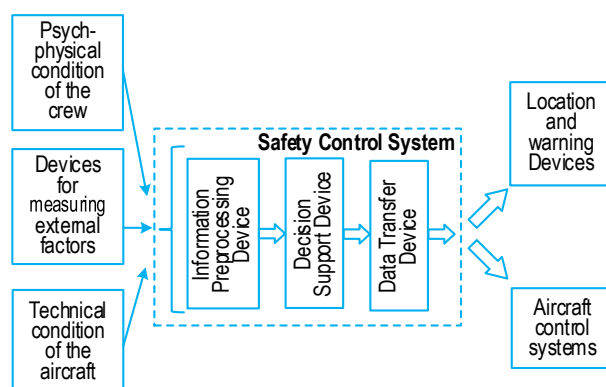 Psych-
physical
condition
of the
crew
Devices
for
measuring
external
factors
Technical
condition
of the
aircraft
Safety Control System
Information
Preprocessing
Device
Decision
Support Device
Data Transfer
Device
Location
and
warning
Devices
Aircraft
control
systems